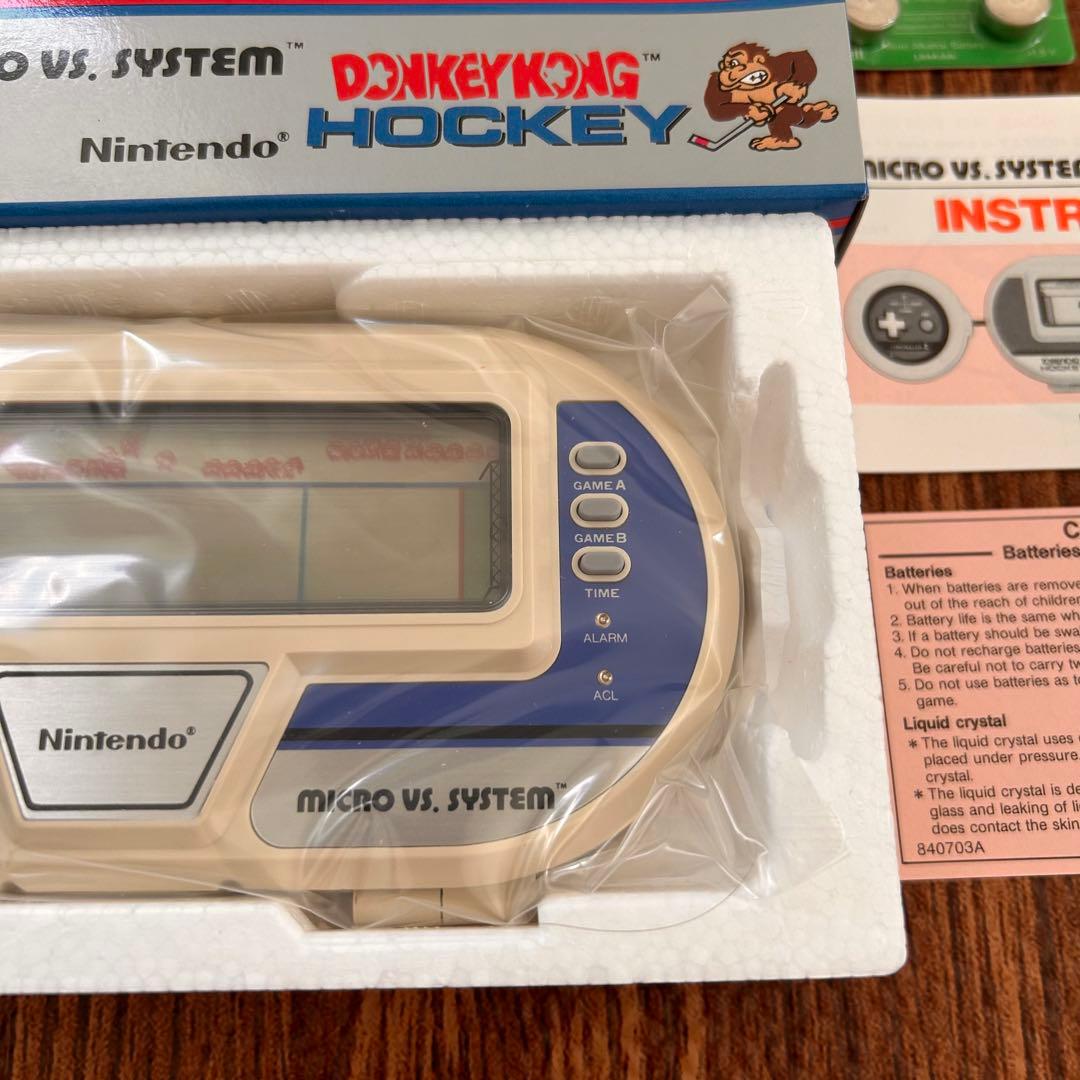 O VS. SYSTEM™
DONKEY KONG™
HOCKEY
Nintendo®
MICRO VS. SYSTEM
INSTR
GAME A
GAME B
TIME
ALARM
ACL
Nintendo®
MICRO VS. SYSTEM™
C
Batteries
Batteries
1. When batteries are remove
out of the reach of children
2. Battery life is the same wh
3. If a battery should be swa
4. Do not recharge batteries
Be careful not to carry tw
5. Do not use batteries as to
game.
Liquid crystal
* The liquid crystal uses
placed under pressure.
crystal.
* The liquid crystal is de
glass and leaking of li
does contact the skin,
840703A